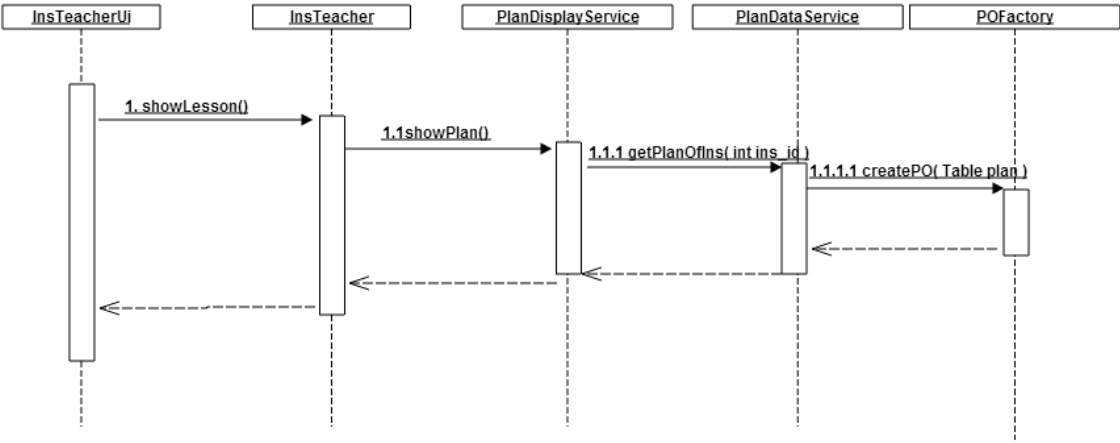 InsTeacherUi
InsTeacher
PlanDisplayService
PlanDataService
POFactory
1. showLesson()
1.1showPlan()
1.1.1 getPlanOfIns( int ins_id )
1.1.1.1 createPO( Table plan )